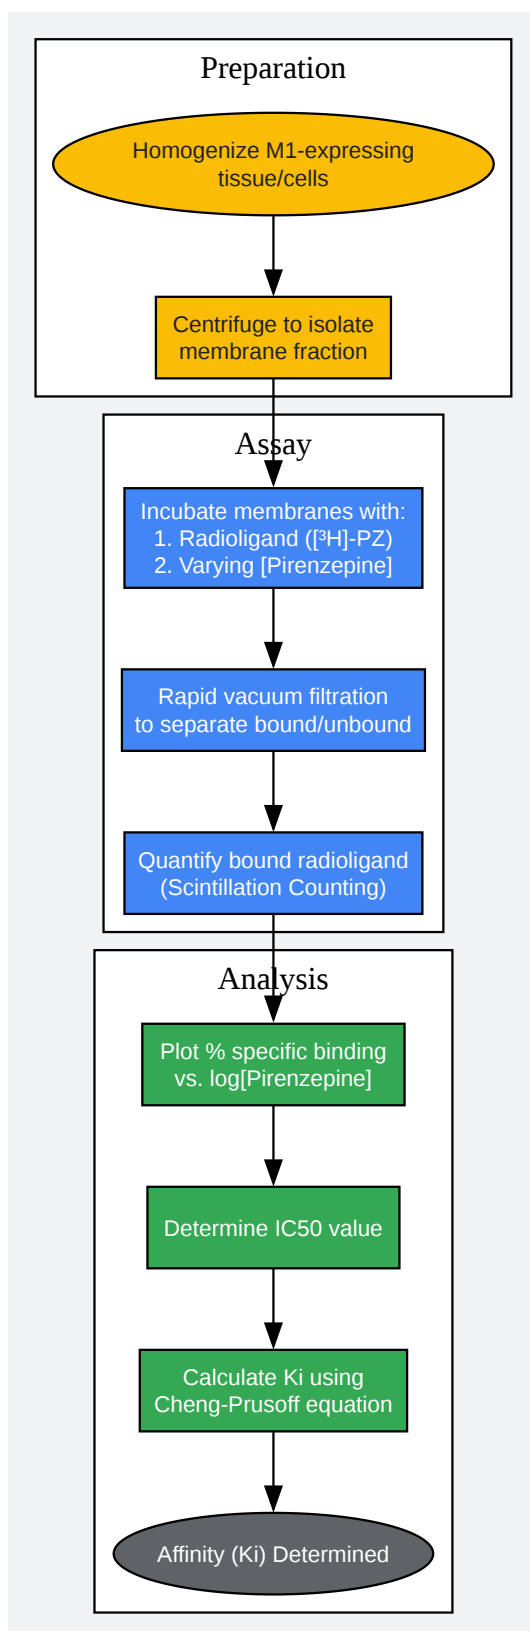 Preparation
Homogenize M1-expressing
tissue/cells
Centrifuge to isolate
membrane fraction
Assay
Incubate membranes with:
1. Radioligand ([³H]-PZ)
2. Varying [Pirenzepine]
Rapid vacuum filtration
to separate bound/unbound
Quantify bound radioligand
(Scintillation Counting)
Analysis
Plot % specific binding
vs. log[Pirenzepine]
Determine IC50 value
Calculate Ki using
Cheng-Prusoff equation
Affinity (Ki) Determined